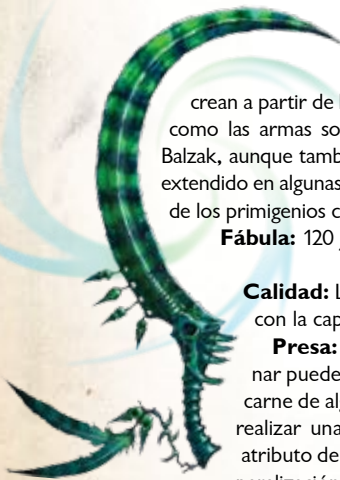 crean a partir de
como las armas so
Balzak, aunque tamb
extendido en algunas
de los primigenios c
Fábula: 120
Calidad: L
con la cap
Presa:
nar puede
carne de alg
realizar una
atributo de